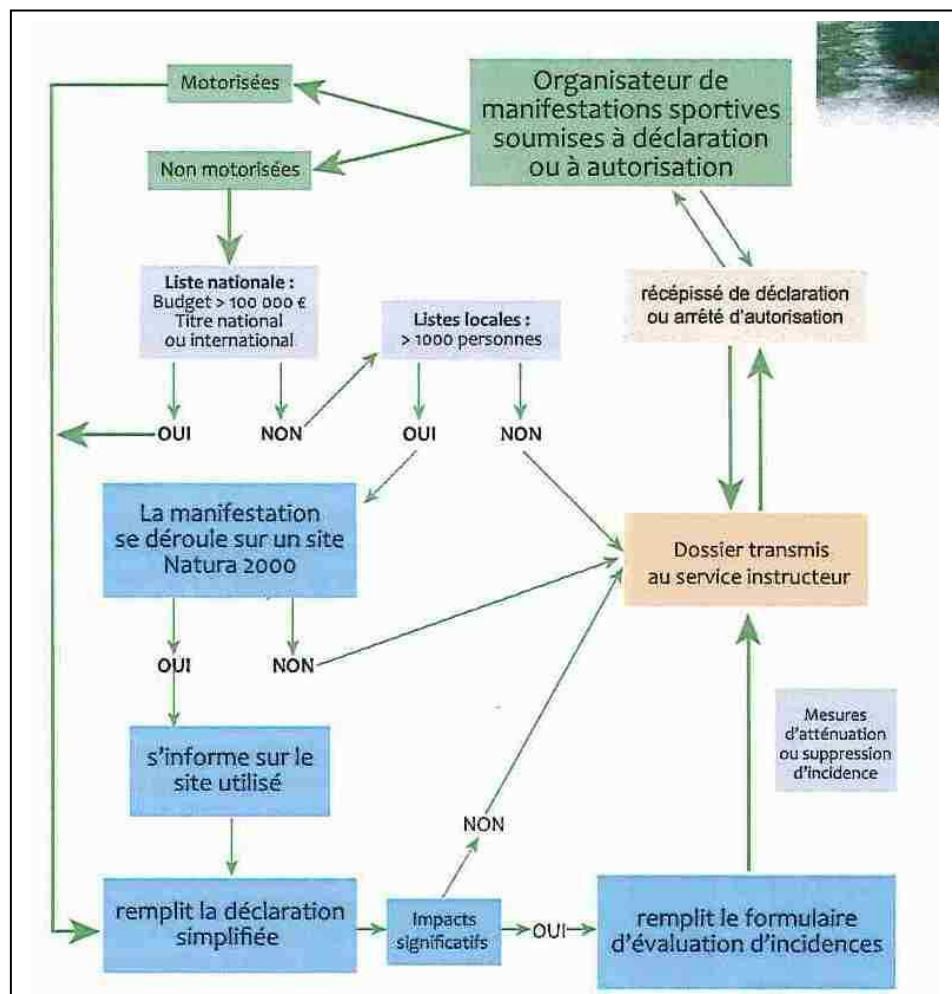 Motorisées
Organisateur de
manifestations sportives
soumises à déclaration
ou à autorisation
Non motorisées
Liste nationale :
Budget > 100 000 €
Titre national
ou international
Listes locales :
> 1000 personnes
récépissé de déclaration
ou arrêté d'autorisation
OUI
NON
OUI
NON
La manifestation
se déroule sur un site
Natura 2000
Dossier transmis
au service instructeur
OUI
NON
s'informe sur le
site utilisé
Mesures
d'atténuation
ou suppression
d'incidence
NON
remplit la déclaration
simplifiée
Impacts
significatifs
OUI
remplit le formulaire
d'évaluation d'incidences